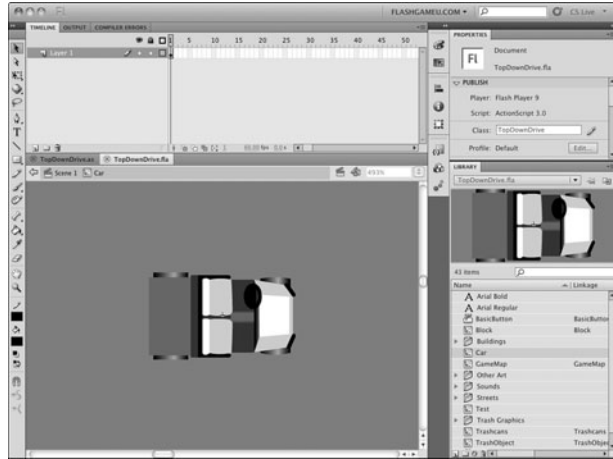 Fl
FLASHGAMEU.COM
CS Live
TIMELINE OUTPUT COMPILER ERRORS
5 10 15 20 25 30 35 40 45 50
Layer 1
1
TopDownDrive.as TopDownDrive.fla
Scene 1 Car 493%
PROPERTIES
Fl
Document
TopDownDrive.fla
PUBLISH
Player: Flash Player 9
Script: ActionScript 3.0
Class: TopDownDrive
Profile: Default Edit...
LIBRARY
TopDownDrive.fla
43 items
Name Linkage
Arial Bold
Arial Regular
BasicButton BasicButton
Block Block
Buildings
Car
GameMap GameMap
Other Art
Sounds
Streets
Test
Trash Graphics
Trashcans Trashcans
TrashObject TrashObje